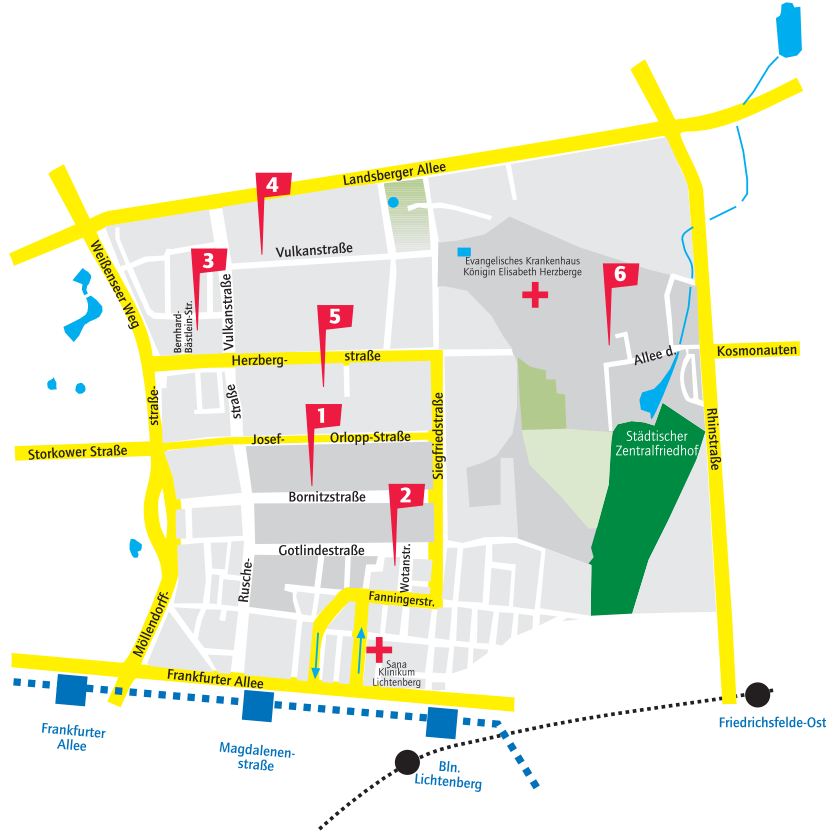 Landsberger Allee
4
Vulkanstraße
3
Weißenseer Weg
Bernhard-
Bästlein-Str.
Vulkanstraße
Evangelisches Krankenhaus
Königin Elisabeth Herzberge
6
5
Herzberg-
straße
Allee d.
Kosmonauten
straße-
straße
1
Siegfriedstraße
Rhinstraße
Storkower Straße
Josef-
Orlopp-Straße
Städtischer
Zentralfriedhof
Bornitzstraße
2
Gotlindestraße
Wotanstr.
Rusche-
Fanningerstr.
Möllendorff-
Sana
Klinikum
Lichtenberg
Frankfurter Allee
Frankfurter
Allee
Magdalenen-
straße
Bln.
Lichtenberg
Friedrichsfelde-Ost